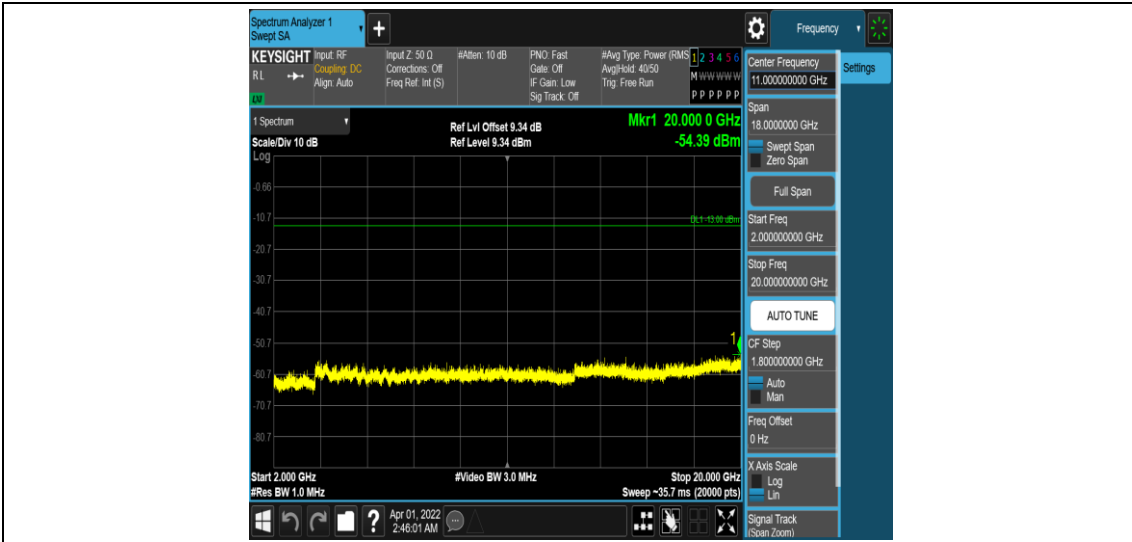 Spectrum Analyzer 1
Swept SA
+
Frequency
KEYSIGHT
RL
LNI
Input: RF
Coupling: DC
Align: Auto
Input Z: 50 Ω
Corrections: Off
Freq Ref: Int (S)
#Atten: 10 dB
PNO: Fast
Gate: Off
IF Gain: Low
Sig Track: Off
#Avg Type: Power (RMS
Avg|Hold: 40/50
Trig: Free Run
1 2 3 4 5 6
M W W W W W
P P P P P P
1 Spectrum
Scale/Div 10 dB
Log
Ref Lvl Offset 9.34 dB
Ref Level 9.34 dBm
Mkr1 20.000 0 GHz
-54.39 dBm
-0.66
-10.7
DL1 -13.00 dBm
-20.7
-30.7
-40.7
-50.7
1
-60.7
-70.7
-80.7
Start 2.000 GHz
#Video BW 3.0 MHz
Stop 20.000 GHz
#Res BW 1.0 MHz
Sweep ~35.7 ms (20000 pts)
Center Frequency
11.000000000 GHz
Settings
Span
18.0000000 GHz
Swept Span
Zero Span
Full Span
Start Freq
2.000000000 GHz
Stop Freq
20.000000000 GHz
AUTO TUNE
CF Step
1.800000000 GHz
Auto
Man
Freq Offset
0 Hz
X Axis Scale
Log
Lin
Signal Track
(Span Zoom)
?
Apr 01, 2022
2:46:01 AM